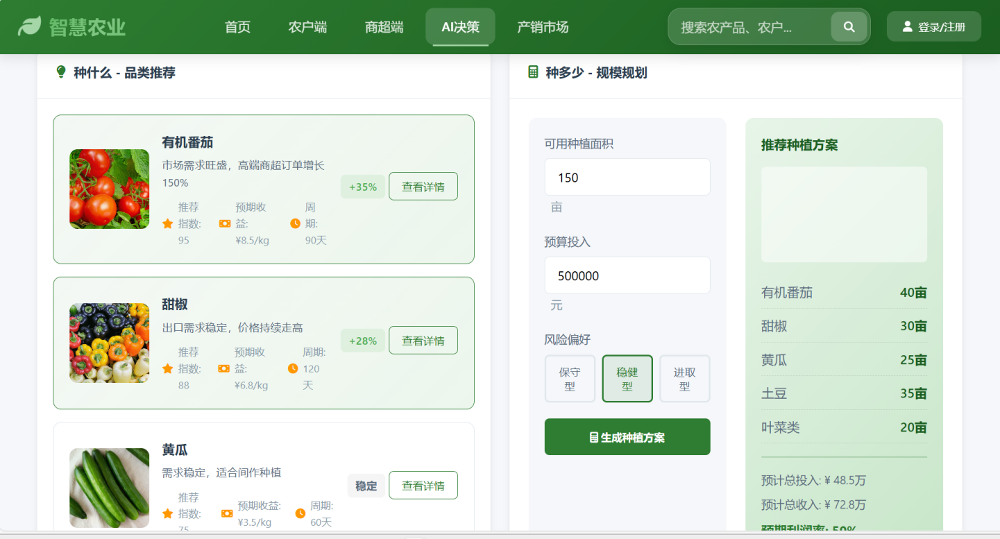 智慧农业
首页
农户端
商超端
AI决策
产销市场
搜索农产品、农户...
登录/注册
种什么 - 品类推荐
有机番茄
市场需求旺盛，高端商超订单增长
150%
推荐
指数:
95
预期收
益:
¥8.5/kg
周
期:
90天
+35%
查看详情
甜椒
出口需求稳定，价格持续走高
推荐
指数:
88
预期收
益:
¥6.8/kg
周期:
120
天
+28%
查看详情
黄瓜
需求稳定，适合间作种植
推荐
指数:
75
预期收益:
¥3.5/kg
周期:
60天
稳定
查看详情
种多少 - 规模规划
可用种植面积
150
亩
预算投入
500000
元
风险偏好
保守
型
稳健
型
进取
型
生成种植方案
推荐种植方案
有机番茄 40亩
甜椒 30亩
黄瓜 25亩
土豆 35亩
叶菜类 20亩
预计总投入: ¥ 48.5万
预计总收入: ¥ 72.8万
预期利润率: 50%